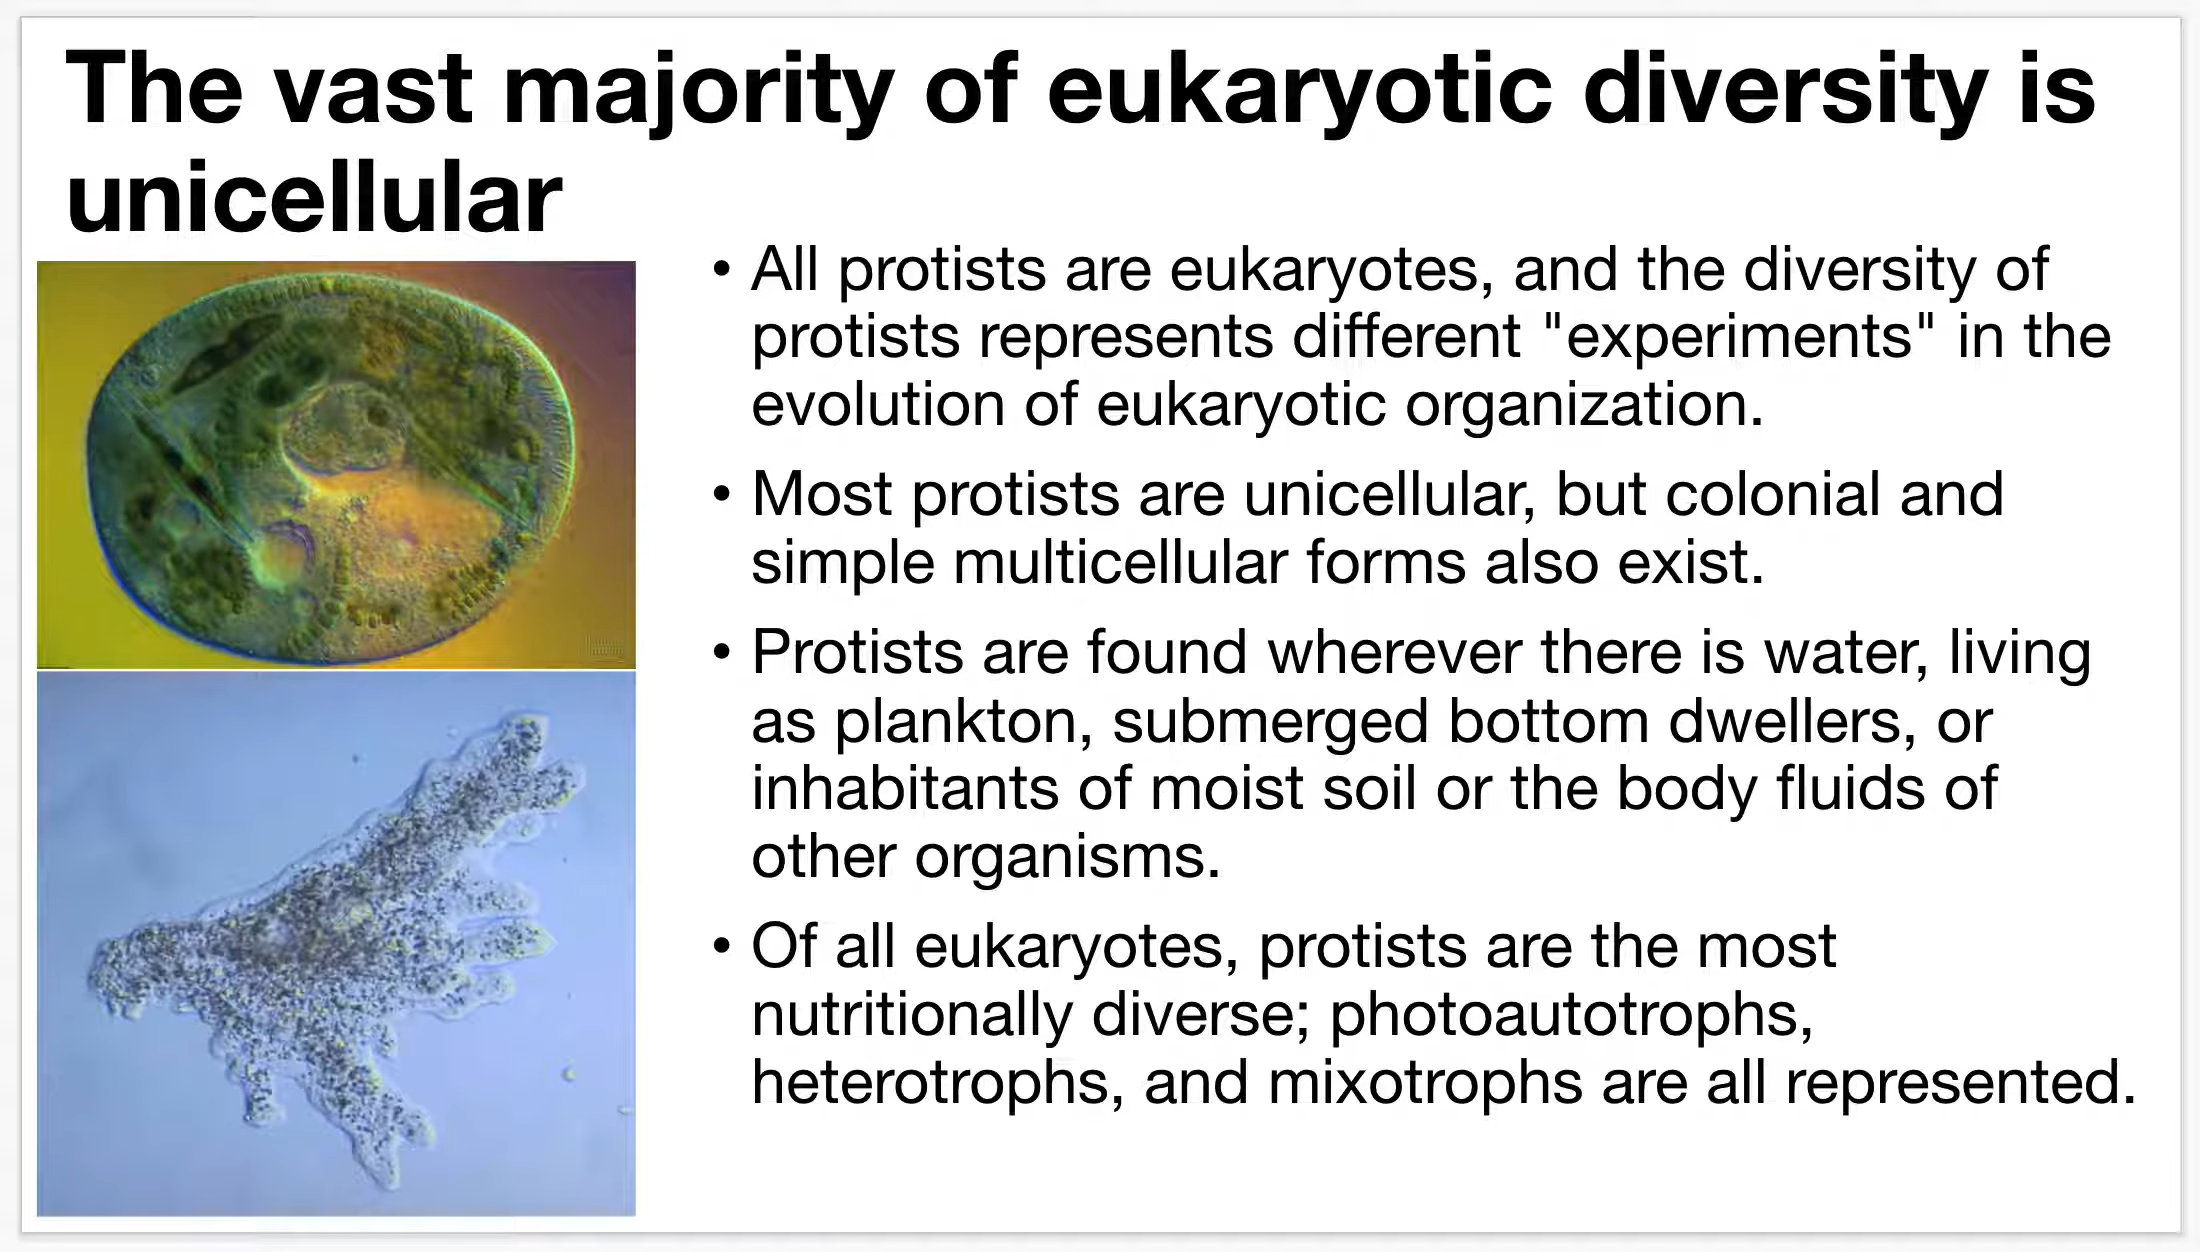 The vast majority of eukaryotic diversity is
unicellular
• All protists are eukaryotes, and the diversity of
protists represents different "experiments" in the
evolution of eukaryotic organization.
• Most protists are unicellular, but colonial and
simple multicellular forms also exist.
• Protists are found wherever there is water, living
as plankton, submerged bottom dwellers, or
inhabitants of moist soil or the body fluids of
other organisms.
• Of all eukaryotes, protists are the most
nutritionally diverse; photoautotrophs,
heterotrophs, and mixotrophs are all represented.